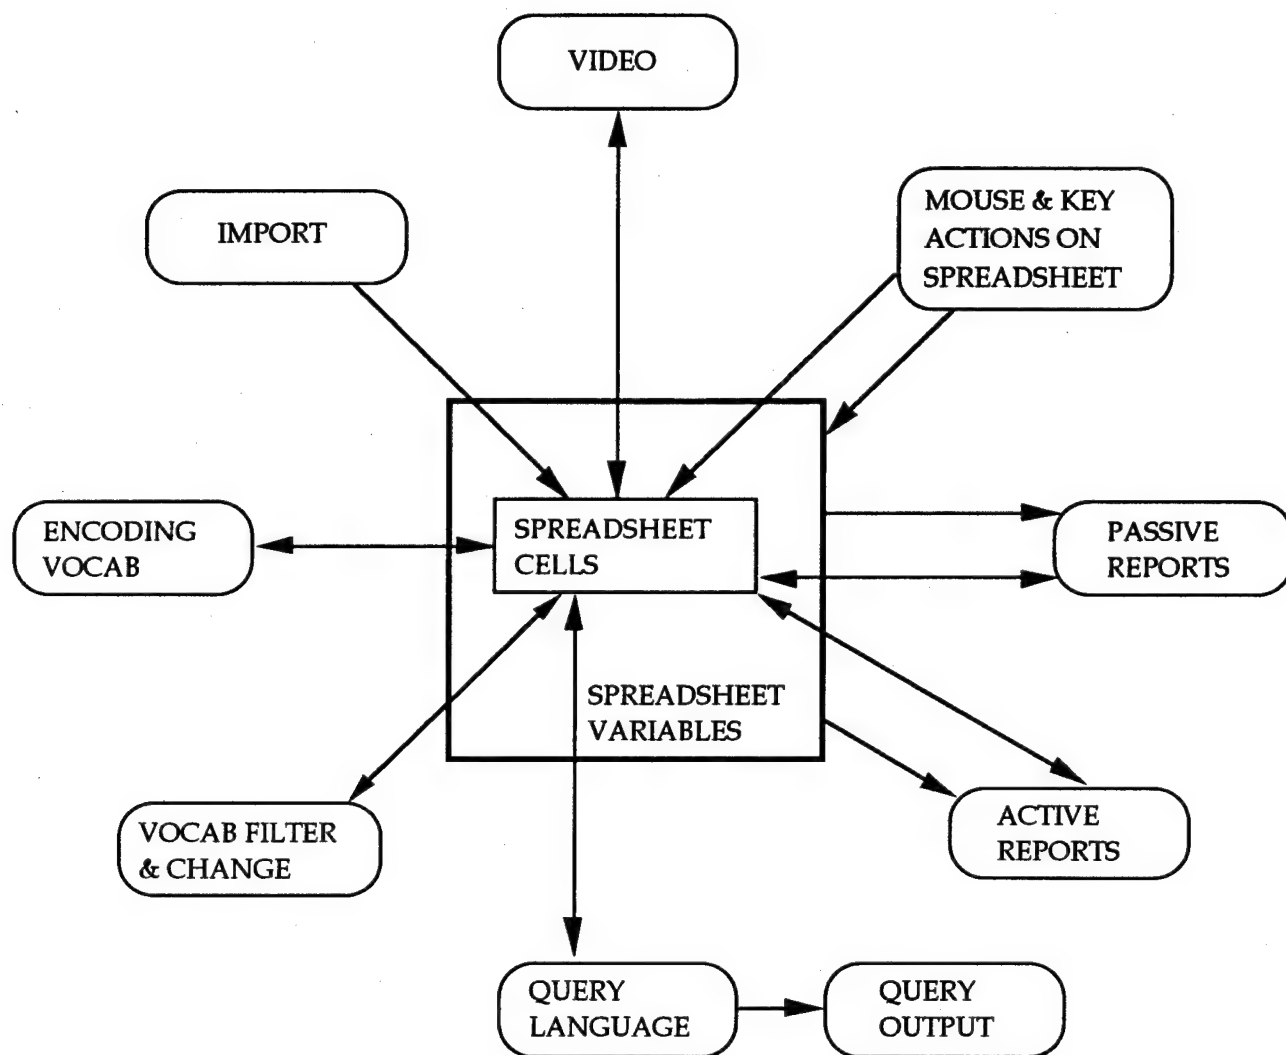 VIDEO
IMPORT
MOUSE & KEY
ACTIONS ON
SPREADSHEET
ENCODING
VOCAB
SPREADSHEET
CELLS
PASSIVE
REPORTS
SPREADSHEET
VARIABLES
VOCAB FILTER
& CHANGE
ACTIVE
REPORTS
QUERY
LANGUAGE
QUERY
OUTPUT